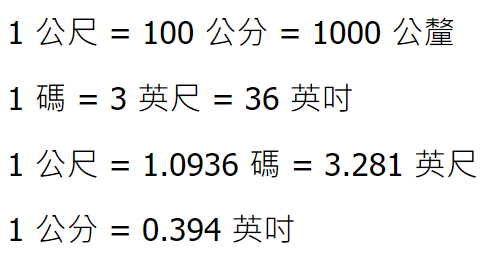 1 公尺 = 100 公分 = 1000 公釐
1 碼 = 3 英尺 = 36 英吋
1 公尺 = 1.0936 碼 = 3.281 英尺
1 公分 = 0.394 英吋